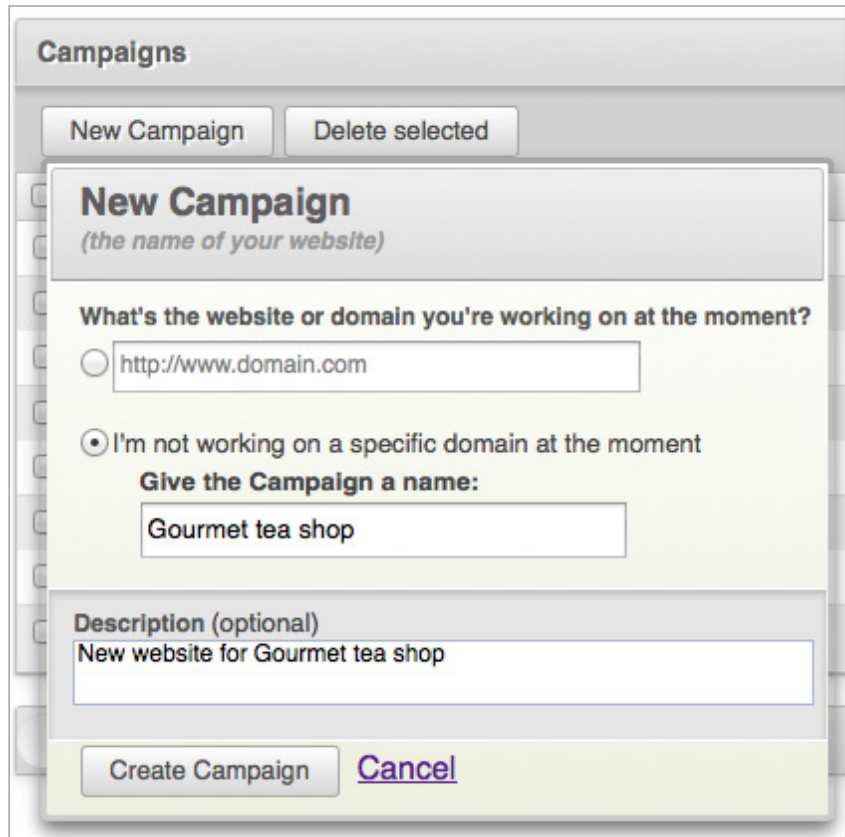 Campaigns
New Campaign Delete selected
New Campaign
(the name of your website)
What's the website or domain you're working on at the moment?
http://www.domain.com
I'm not working on a specific domain at the moment
Give the Campaign a name:
Gourmet tea shop
Description (optional)
New website for Gourmet tea shop
Create Campaign Cancel